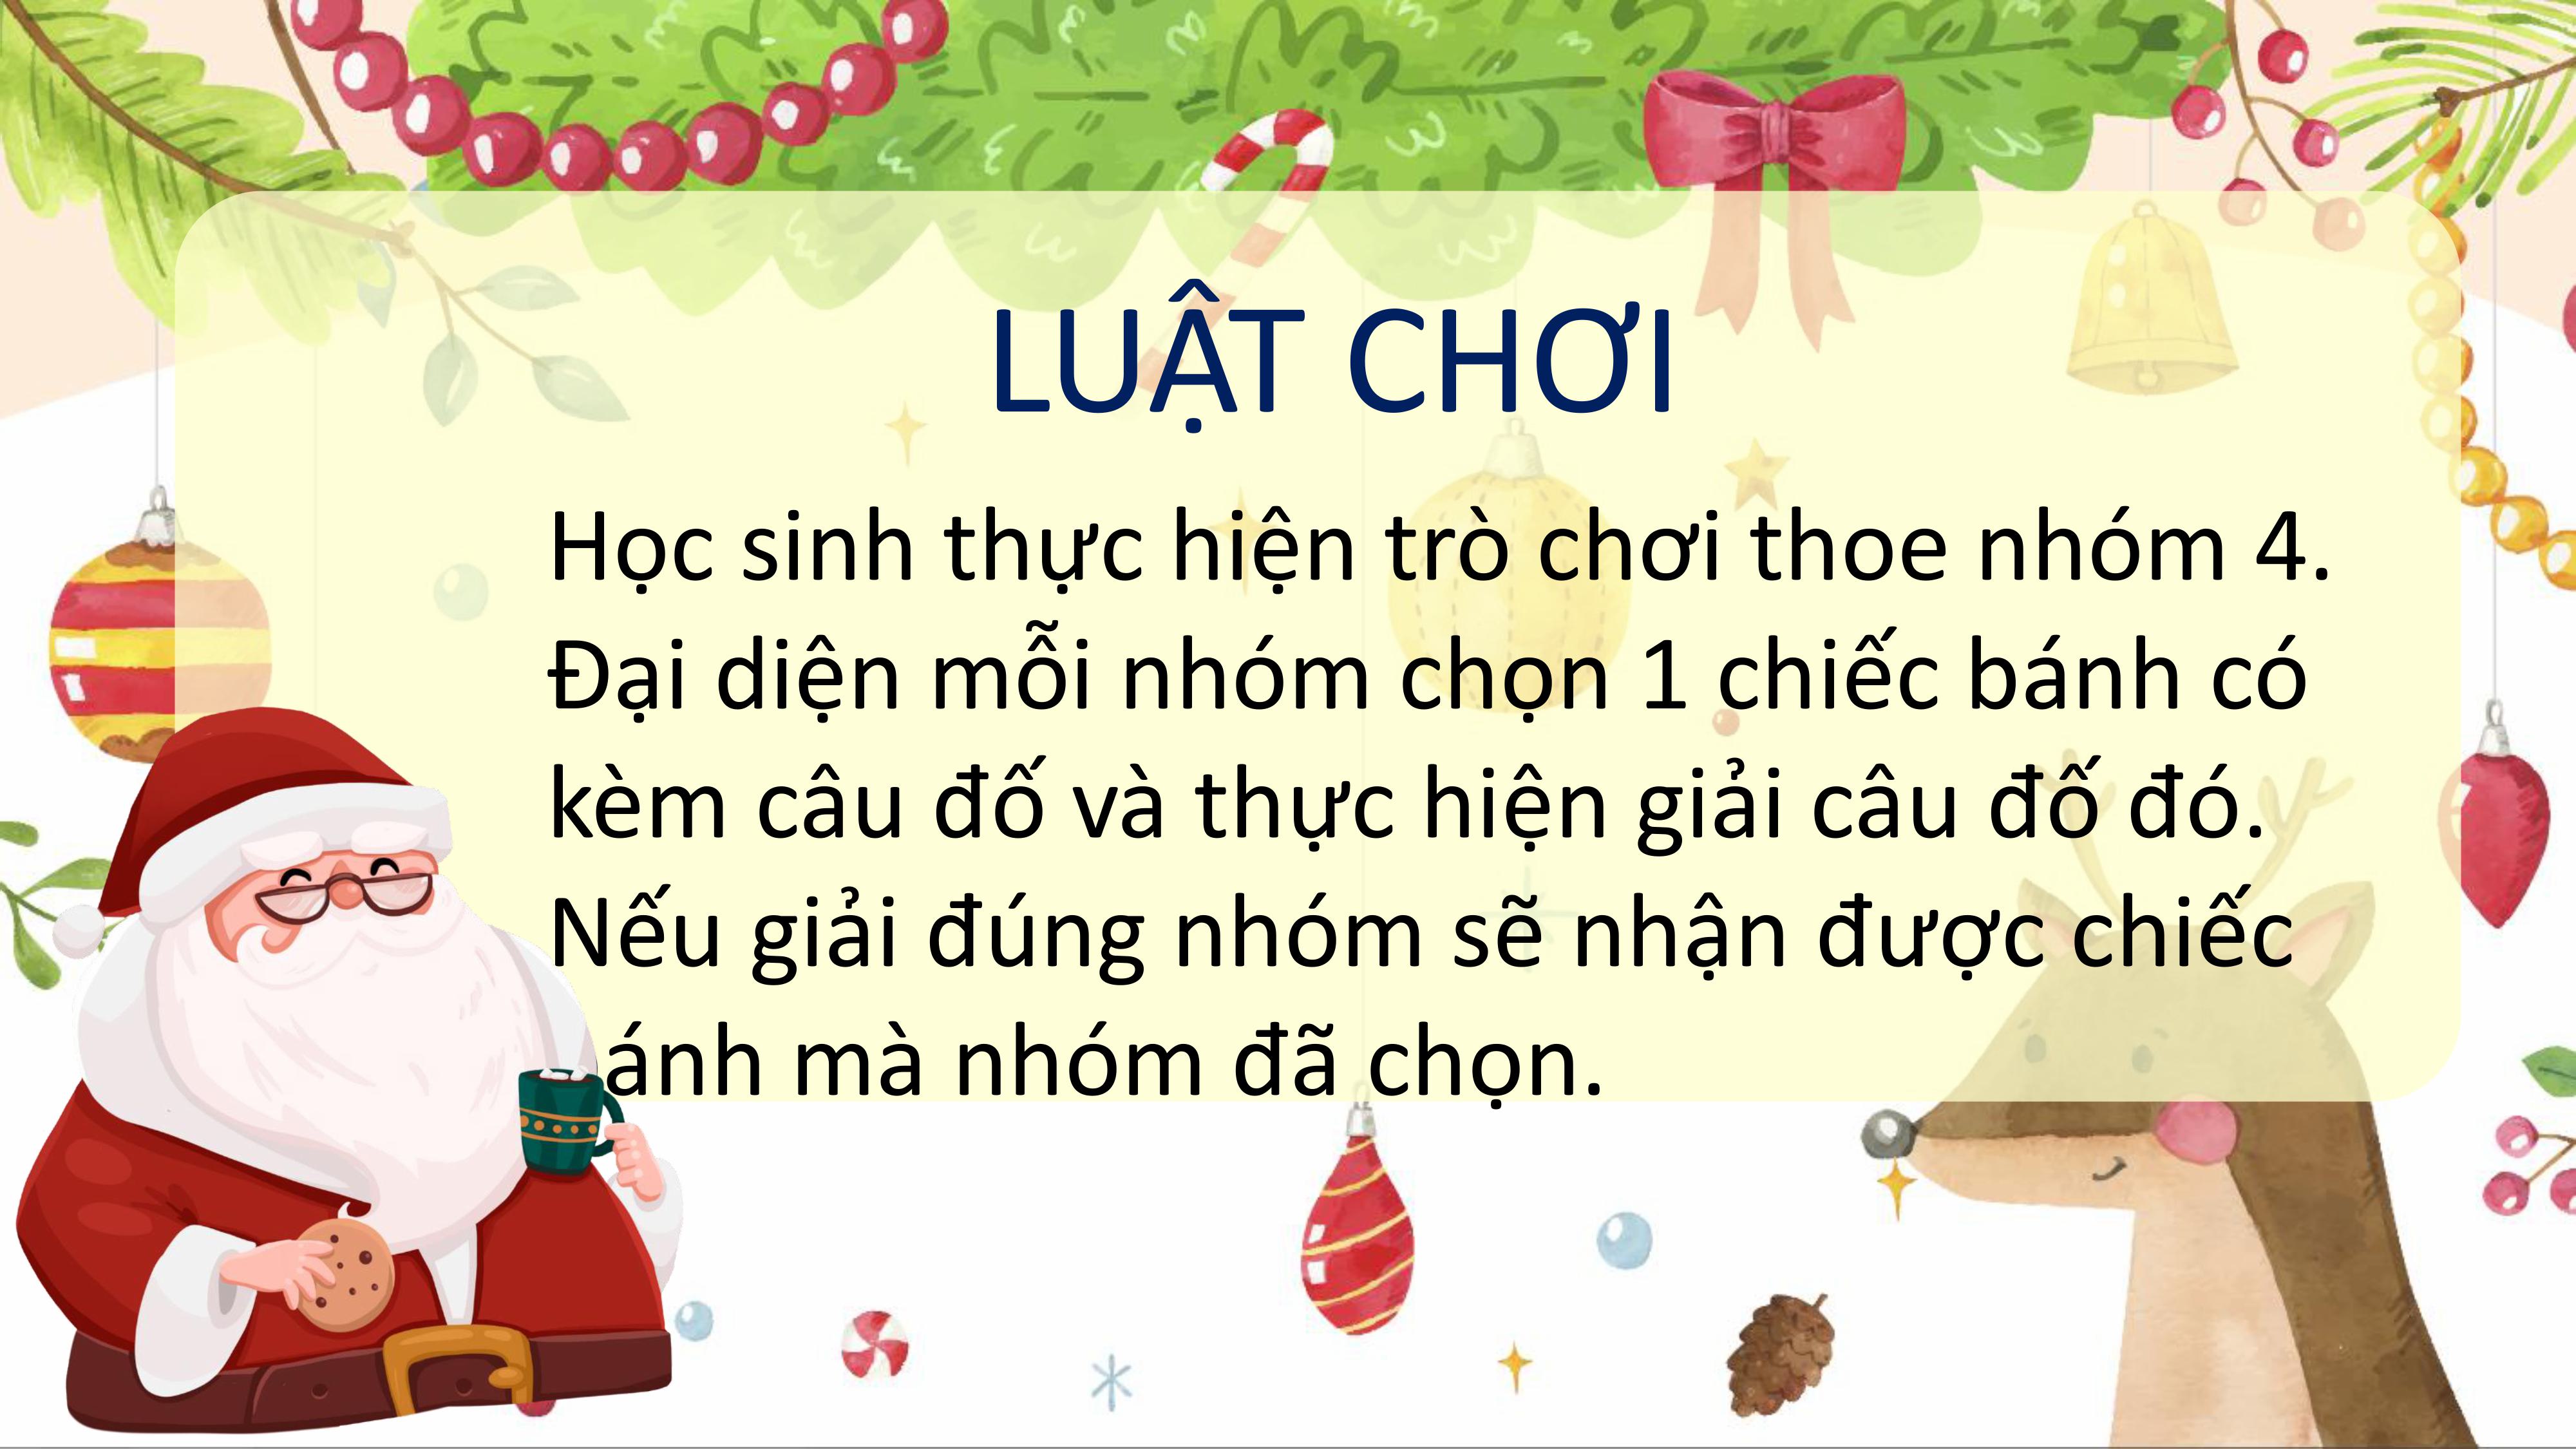 LUẬT CHƠI
Học sinh thực hiện trò chơi thoe nhóm 4.
Đại diện mỗi nhóm chọn 1 chiếc bánh có
kèm câu đố và thực hiện giải câu đố đó.
Nếu giải đúng nhóm sẽ nhận được chiếc
bánh mà nhóm đã chọn.